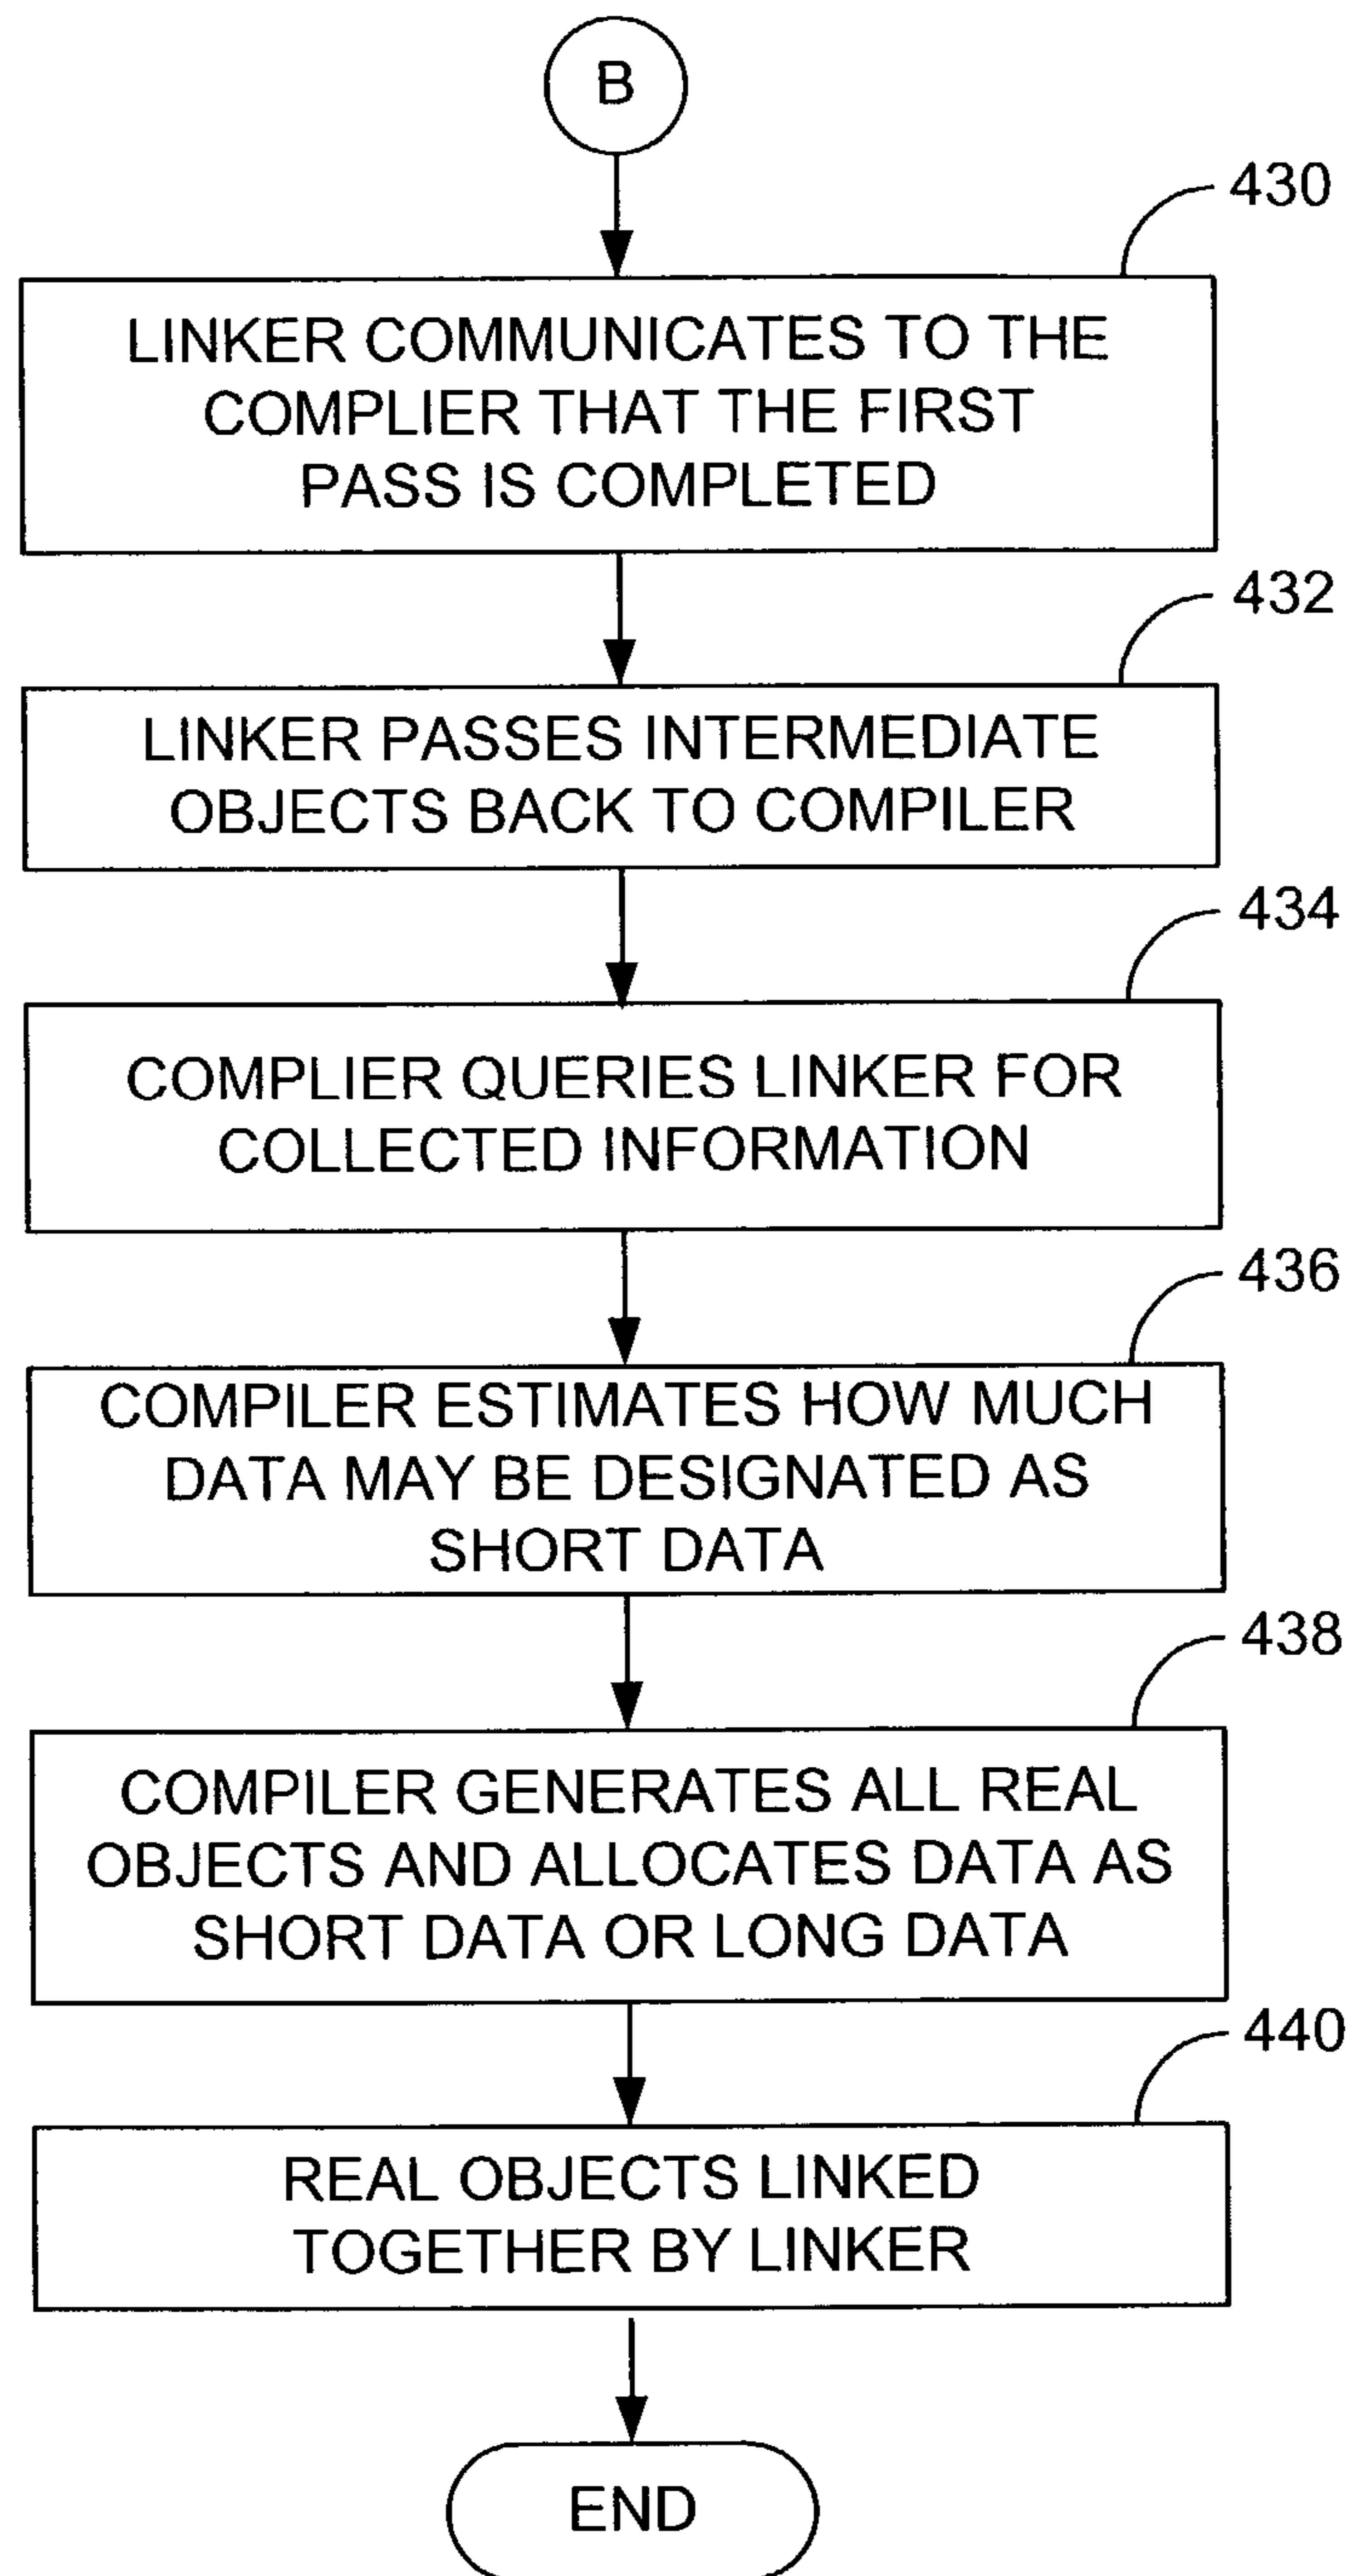 B
430
LINKER COMMUNICATES TO THE
COMPLIER THAT THE FIRST
PASS IS COMPLETED
432
LINKER PASSES INTERMEDIATE
OBJECTS BACK TO COMPILER
434
COMPLIER QUERIES LINKER FOR
COLLECTED INFORMATION
436
COMPILER ESTIMATES HOW MUCH
DATA MAY BE DESIGNATED AS
SHORT DATA
438
COMPILER GENERATES ALL REAL
OBJECTS AND ALLOCATES DATA AS
SHORT DATA OR LONG DATA
440
REAL OBJECTS LINKED
TOGETHER BY LINKER
END